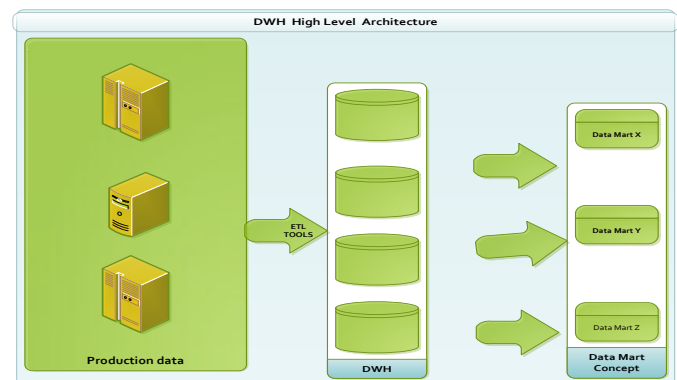 DWH High Level Architecture
Production data
ETL
TOOLS
DWH
Data Mart X
Data Mart Y
Data Mart Z
Data Mart
Concept